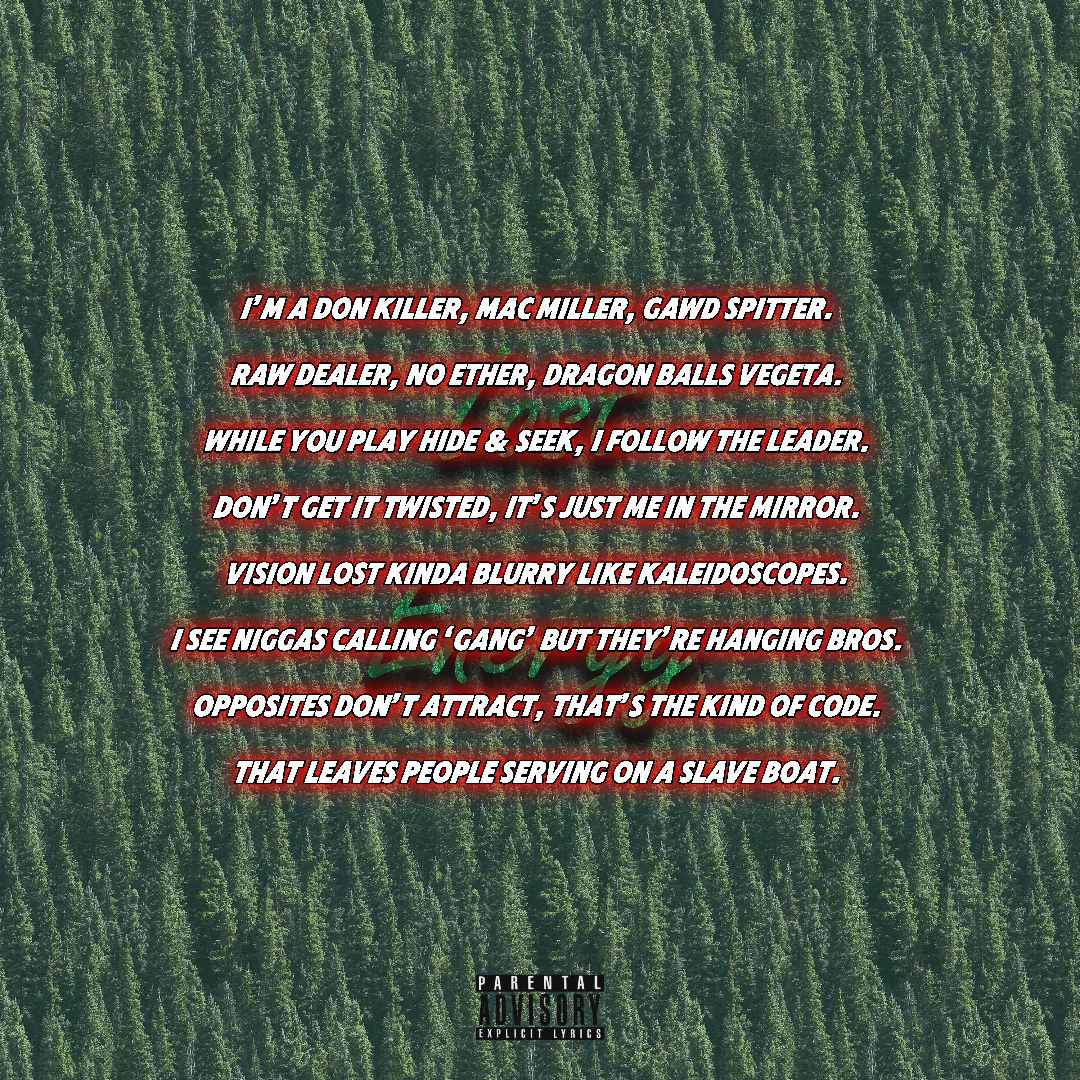 I'M A DON KILLER, MAC MILLER, GAWD SPITTER.
RAW DEALER, NO ETHER, DRAGON BALLS VEGETA.
Lost
WHILE YOU PLAY HIDE & SEEK, I FOLLOW THE LEADER.
DON'T GET IT TWISTED, IT'S JUST ME IN THE MIRROR.
VISION LOST KINDA BLURRY LIKE KALEIDOSCOPES.
Energy
I SEE NIGGAS CALLING ‘GANG’ BUT THEY'RE HANGING BROS.
OPPOSITES DON'T ATTRACT, THAT'S THE KIND OF CODE.
THAT LEAVES PEOPLE SERVING ON A SLAVE BOAT.
PARENTAL
ADVISORY
EXPLICIT LYRICS